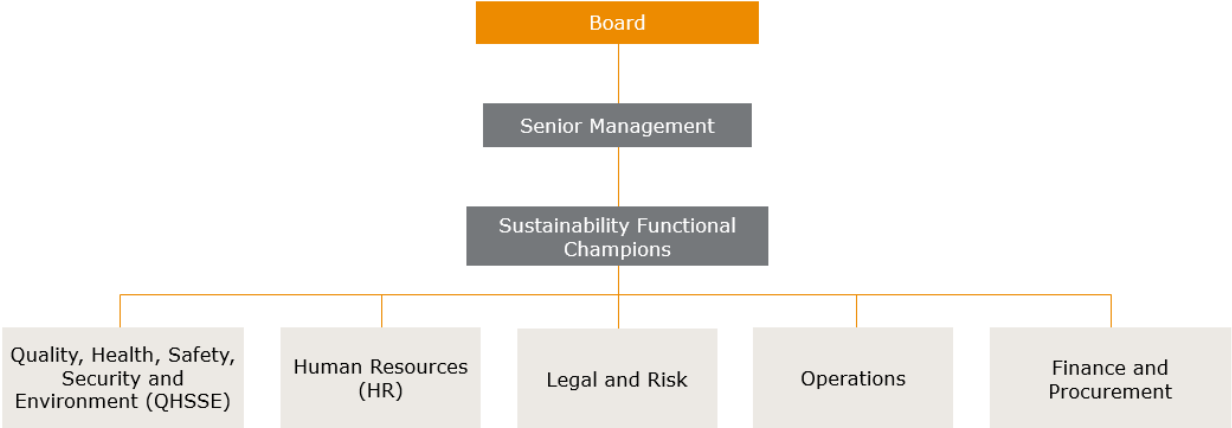 Board
Senior Management
Sustainability Functional
Champions
Quality, Health, Safety,
Security and
Environment (QHSSE)
Human Resources
(HR)
Legal and Risk
Operations
Finance and
Procurement